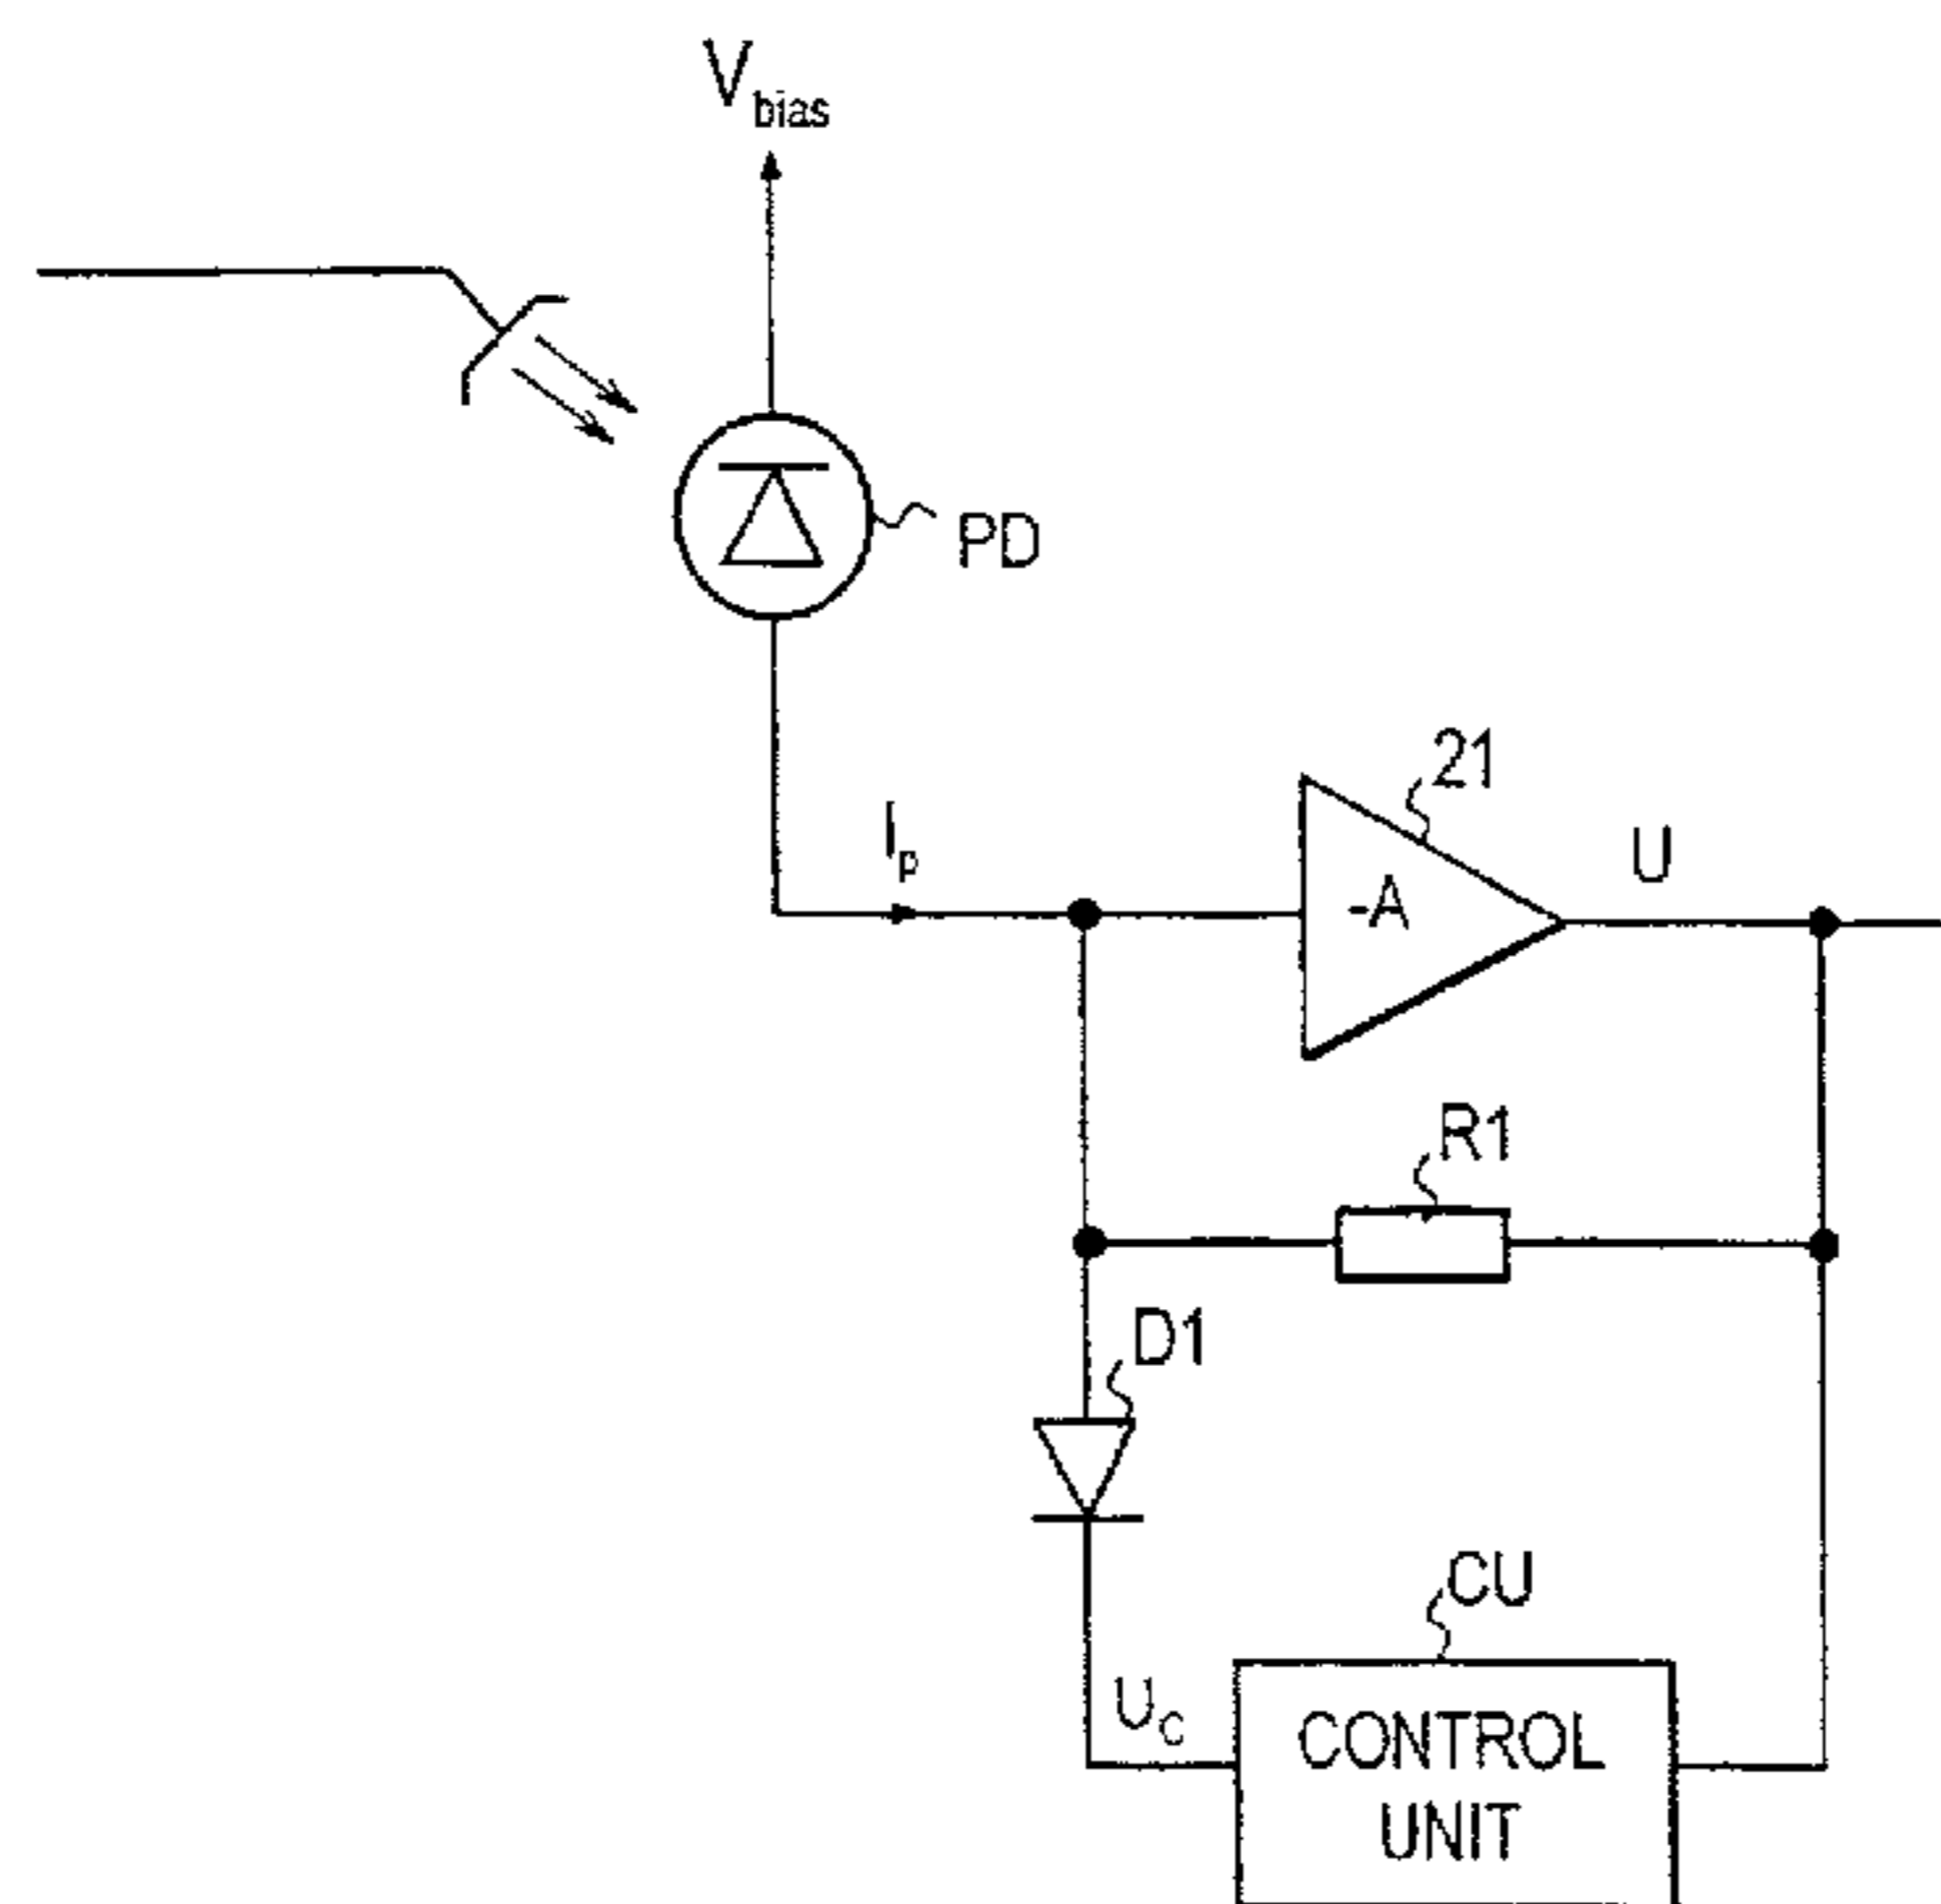 Vbias
PD
21
Ip
-A
U
R1
D1
CU
Uc
CONTROL
UNIT